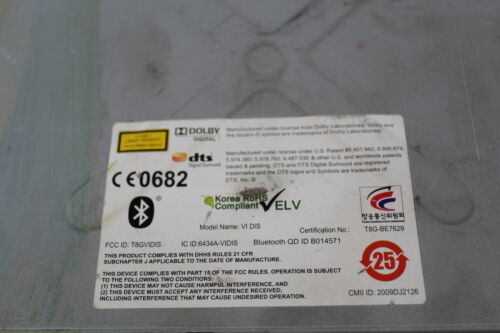 CLASS 1
LASER PRODUCT
DOLBY
DIGITAL
Manufactured under license from Dolby Laboratories. Dolby and
the double-D symbol are trademarks of Dolby Laboratories.
dts
Digital Surround
Manufactured under license under U.S. Patent #5,451,942; 5,956,674;
5,974,380; 5,978,762; 6,487,535 & other U.S. and worldwide patents
issued & pending. DTS and DTS Digital Surround are registered
trademarks and the DTS logos and Symbols are trademarks of
DTS, Inc. ©
CE0682
Korea RoHS
Compliant
ELV
방송통신위원회
Model Name: VI DIS
Certification No.:
T8G-BE7629
FCC ID: T8GVIDIS
IC ID:6434A-VIDIS
Bluetooth QD ID B014571
THIS PRODUCT COMPLIES WITH DHHS RULES 21 CFR
SUBCHAPTER J APPLICABLE AT DATE OF MANUFACTURE.
THIS DEVICE COMPLIES WITH PART 15 OF THE FCC RULES. OPERATION IS SUBJECT
TO THE FOLLOWING TWO CONDITIONS:
(1) THIS DEVICE MAY NOT CAUSE HARMFUL INTERFERENCE, AND
(2) THIS DEVICE MUST ACCEPT ANY INTERFERENCE RECEIVED,
INCLUDING INTERFERENCE THAT MAY CAUSE UNDESIRED OPERATION.
25
CMII ID: 2009DJ2126